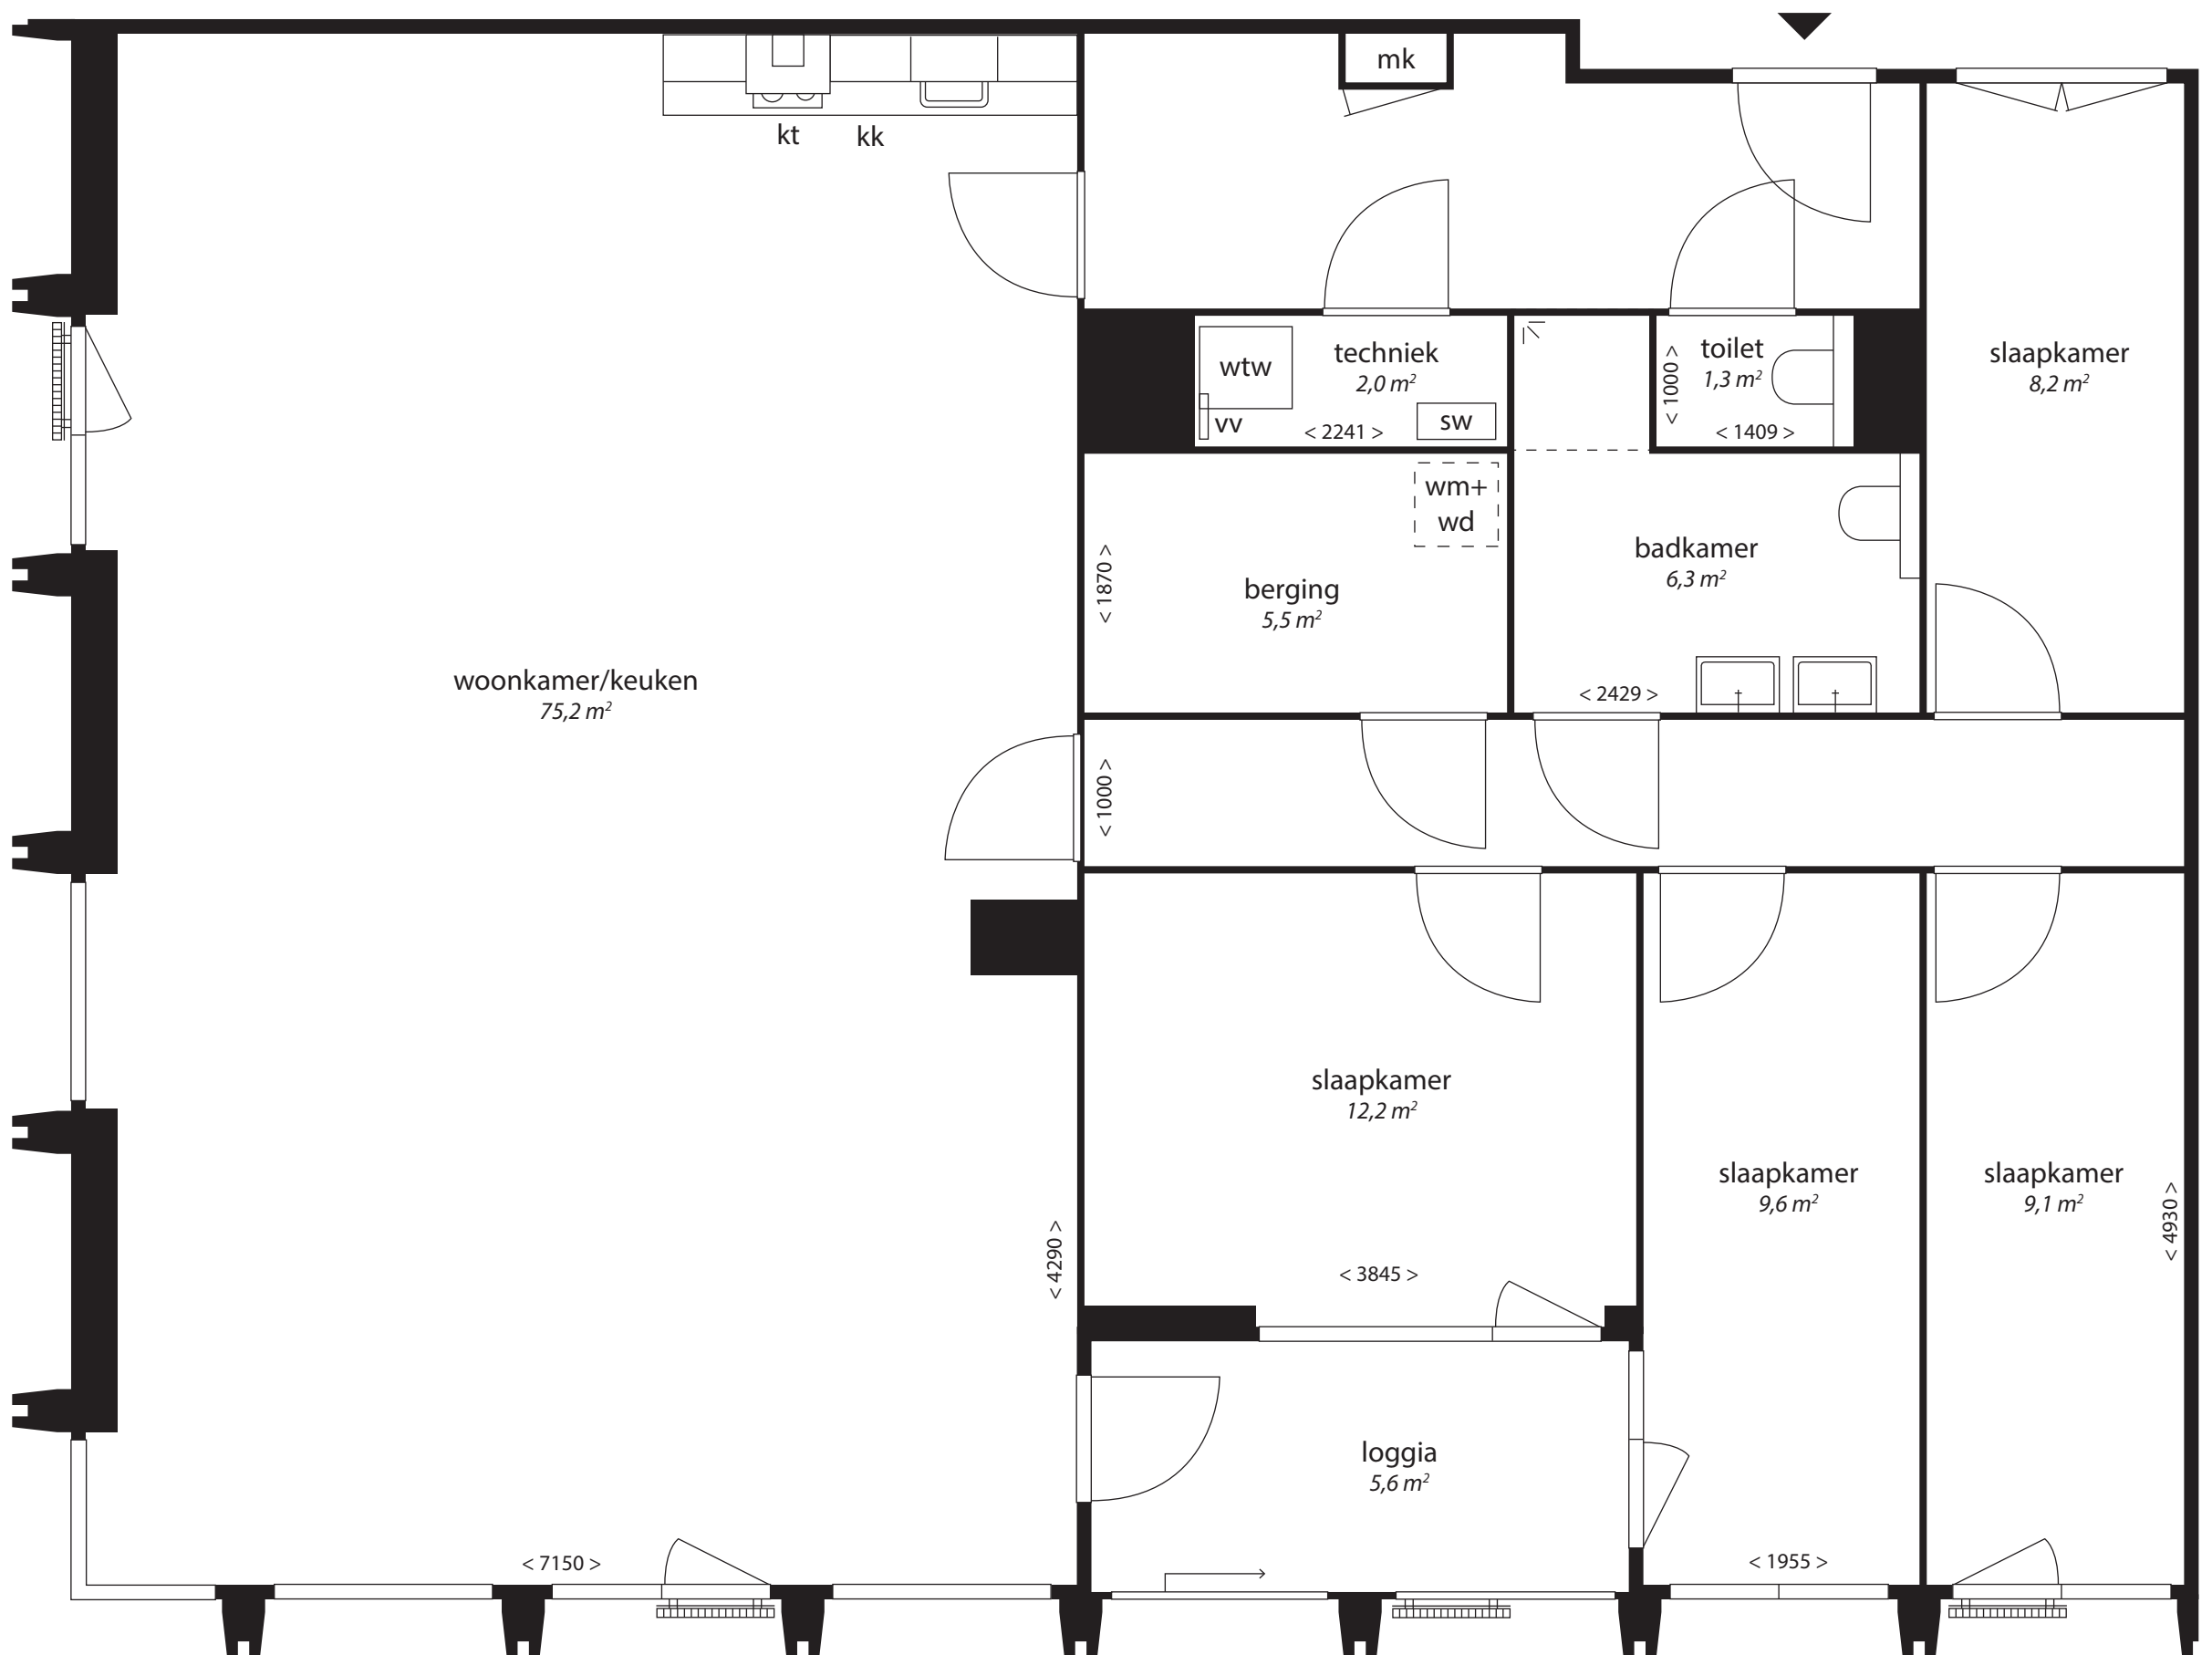 mk
kt
kk
wtw
vv
techniek
2,0 m²
< 2241 >
sw
toilet
1,3 m²
< 1000 >
< 1409 >
slaapkamer
8,2 m²
wm+
wd
berging
5,5 m²
< 1870 >
badkamer
6,3 m²
< 2429 >
woonkamer/keuken
75,2 m²
< 1000 >
slaapkamer
12,2 m²
< 3845 >
< 4290 >
slaapkamer
9,6 m²
slaapkamer
9,1 m²
< 4930 >
loggia
5,6 m²
< 7150 >
< 1955 >